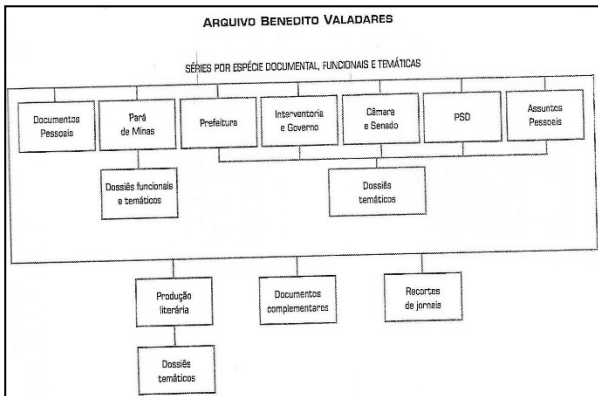 ARQUIVO BENEDITO VALADARES
SÉRIES POR ESPÉCIE DOCUMENTAL, FUNCIONAIS E TEMÁTICAS
Documentos
Pessoais
Pará
de Minas
Prefeitura
Interventoria
e Governo
Câmara
e Senado
PSD
Assuntos
Pessoais
Dossiês funcionais
e temáticos
Dossiês
temáticos
Produção
literária
Documentos
complementares
Recortes
de jornais
Dossiês
temáticos